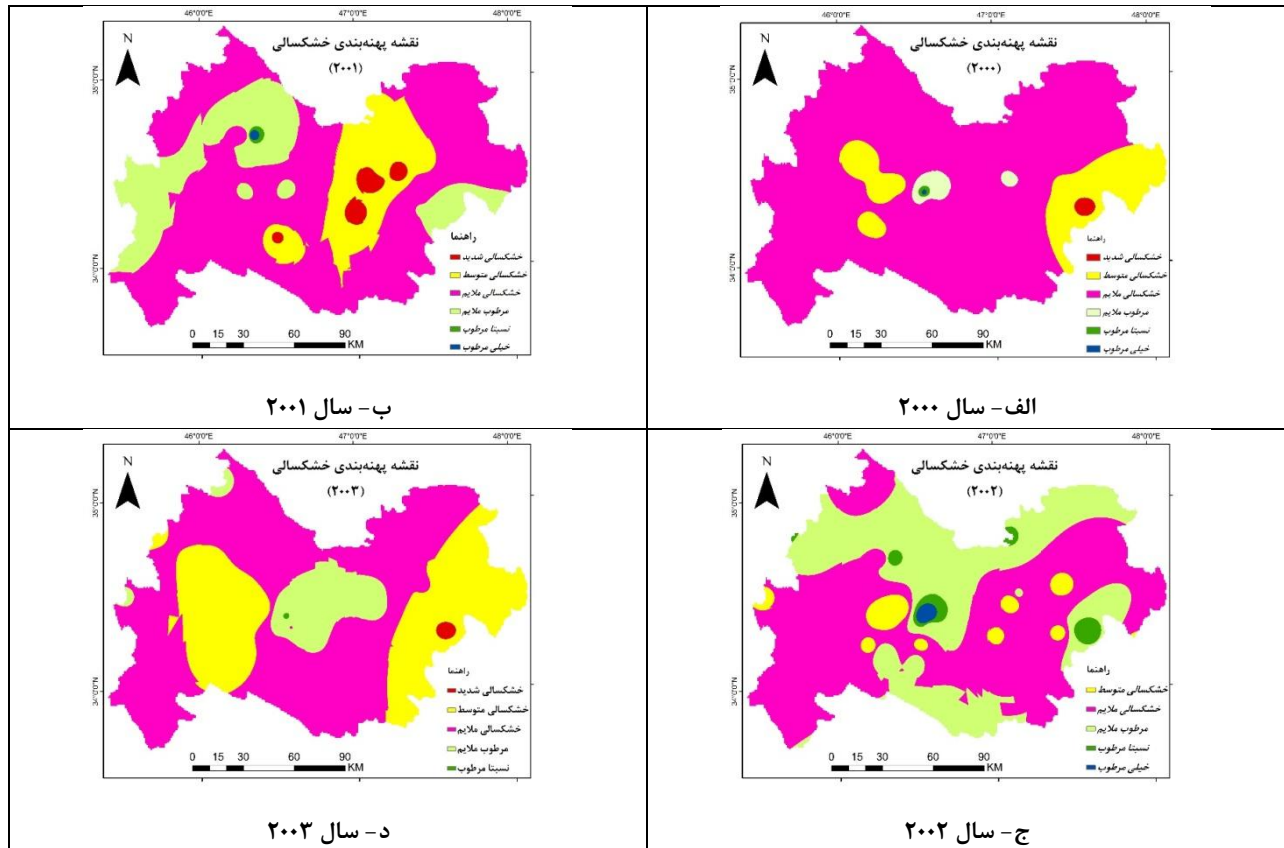 46°0'0"E 47°0'0"E 48°0'0"E
نقشه پهنه‌بندی خشکسالی
(۲۰۰۰)
N
35°0'0"N
34°0'0"N
راهنما
خشکسالی شدید
خشکسالی متوسط
خشکسالی ملایم
مرطوب ملایم
نسبتا مرطوب
خیلی مرطوب
0 15 30 60 90
KM
الف- سال ۲۰۰۰
46°0'0"E 47°0'0"E 48°0'0"E
نقشه پهنه‌بندی خشکسالی
(۲۰۰۱)
N
35°0'0"N
34°0'0"N
راهنما
خشکسالی شدید
خشکسالی متوسط
خشکسالی ملایم
مرطوب ملایم
نسبتا مرطوب
خیلی مرطوب
0 15 30 60 90
KM
ب- سال ۲۰۰۱
46°0'0"E 47°0'0"E 48°0'0"E
نقشه پهنه‌بندی خشکسالی
(۲۰۰۲)
N
35°0'0"N
34°0'0"N
راهنما
خشکسالی متوسط
خشکسالی ملایم
مرطوب ملایم
نسبتا مرطوب
خیلی مرطوب
0 15 30 60 90
KM
ج- سال ۲۰۰۲
46°0'0"E 47°0'0"E 48°0'0"E
نقشه پهنه‌بندی خشکسالی
(۲۰۰۳)
N
35°0'0"N
34°0'0"N
راهنما
خشکسالی شدید
خشکسالی متوسط
خشکسالی ملایم
مرطوب ملایم
نسبتا مرطوب
0 15 30 60 90
KM
د- سال ۲۰۰۳